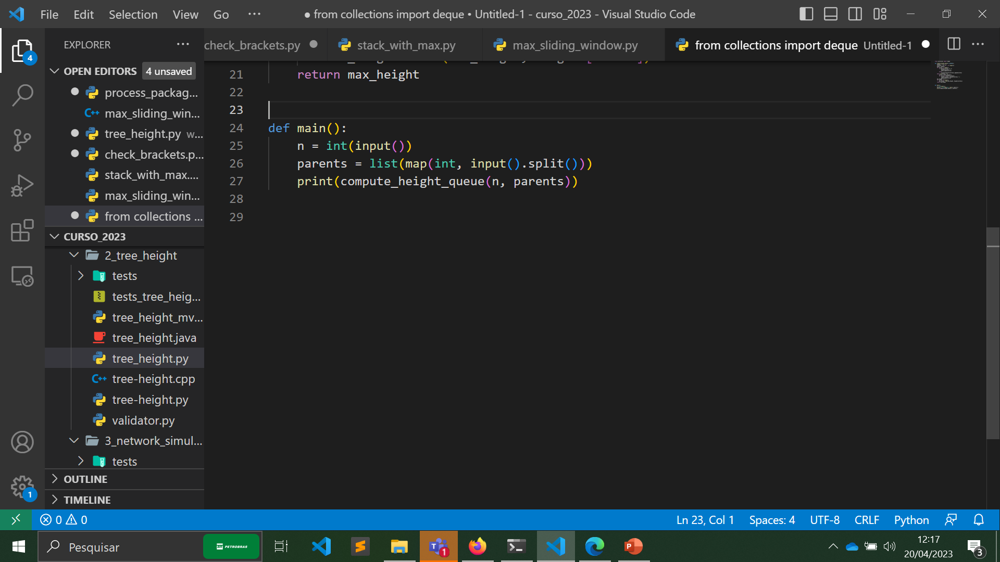 File Edit Selection View Go ··· ● from collections import deque • Untitled-1 - curso_2023 - Visual Studio Code
EXPLORER ···
check_brackets.py ● stack_with_max.py max_sliding_window.py from collections import deque Untitled-1 ● ···
4
OPEN EDITORS 4 unsaved
process_packag...
max_sliding_win...
tree_height.py w...
check_brackets.p...
stack_with_max....
max_sliding_win...
from collections ...
CURSO_2023
2_tree_height
tests
tests_tree_heig...
tree_height_mv...
tree_height.java
tree_height.py
tree-height.cpp
tree-height.py
validator.py
3_network_simul...
tests
OUTLINE
TIMELINE
1
21 return max_height
22
23
24 def main():
25 n = int(input())
26 parents = list(map(int, input().split()))
27 print(compute_height_queue(n, parents))
28
29
0 0 Ln 23, Col 1 Spaces: 4 UTF-8 CRLF Python
Pesquisar PETROBRAS 1 12:17
20/04/2023 3